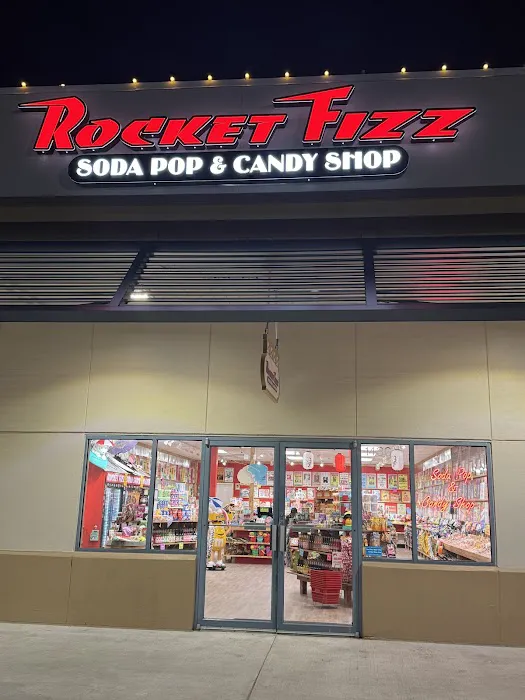 ROCKET FIZZ
SODA POP & CANDY SHOP
Soda Pop
&
Candy Shop